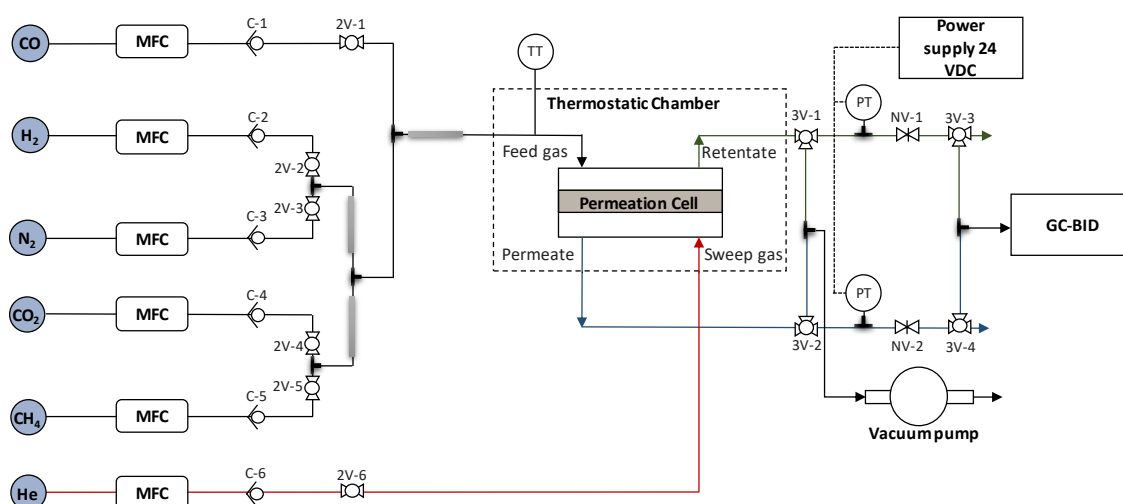 CO
MFC
C-1
2V-1
H2
MFC
C-2
2V-2
N2
MFC
C-3
2V-3
CO2
MFC
C-4
2V-4
CH4
MFC
C-5
2V-5
He
MFC
C-6
2V-6
TT
Thermostatic Chamber
Feed gas
Retentate
Permeation Cell
Permeate
Sweep gas
Power
supply 24
VDC
PT
3V-1
NV-1
3V-3
GC-BID
PT
3V-2
NV-2
3V-4
Vacuum pump